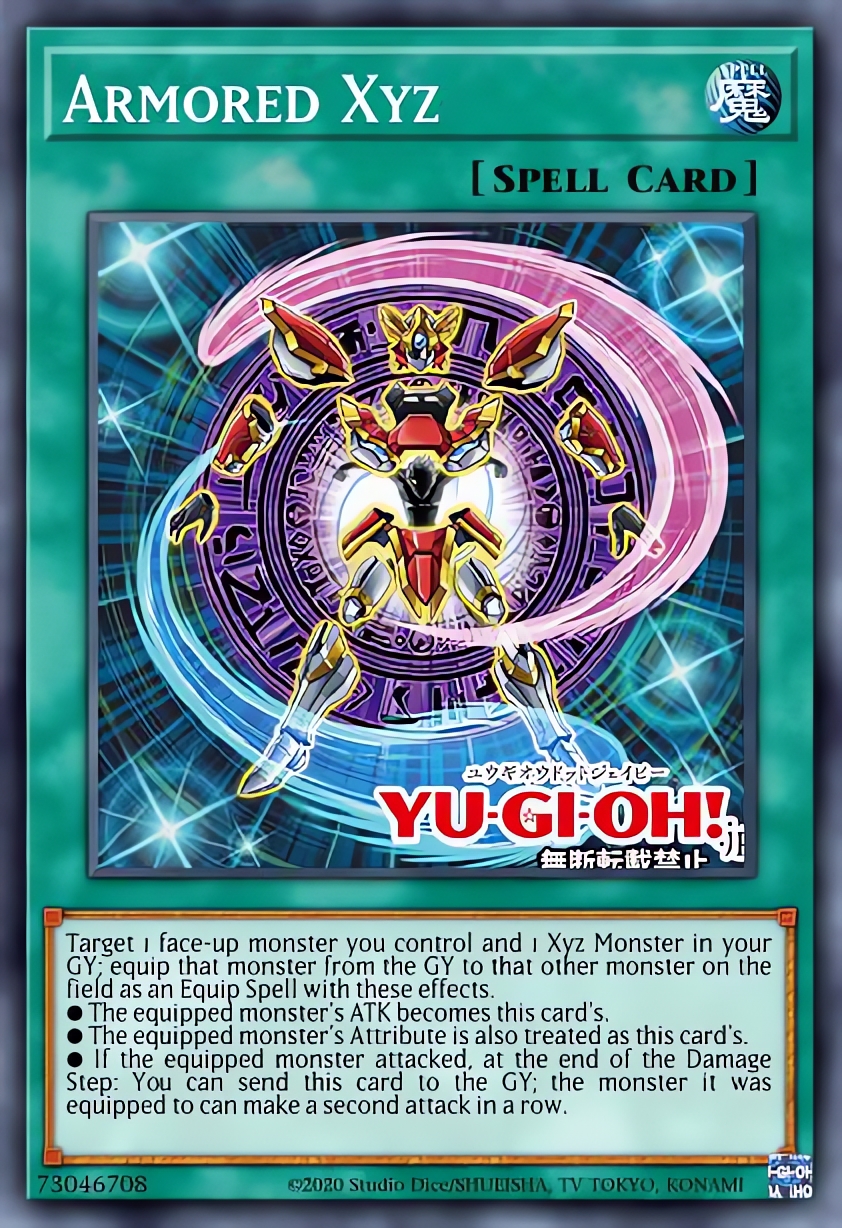 ARMORED XYZ
魔
[SPELL CARD]
ユウギオウドットジェイピー
YU-GI-OH!
無断転載禁止
Target 1 face-up monster you control and 1 Xyz Monster in your
GY; equip that monster from the GY to that other monster on the
field as an Equip Spell with these effects.
● The equipped monster's ATK becomes this card's.
● The equipped monster's Attribute is also treated as this card's.
● If the equipped monster attacked, at the end of the Damage
Step: You can send this card to the GY; the monster it was
equipped to can make a second attack in a row.
73046708
©2020 Studio Dice/SHUEISHA, TV TOKYO, KONAMI